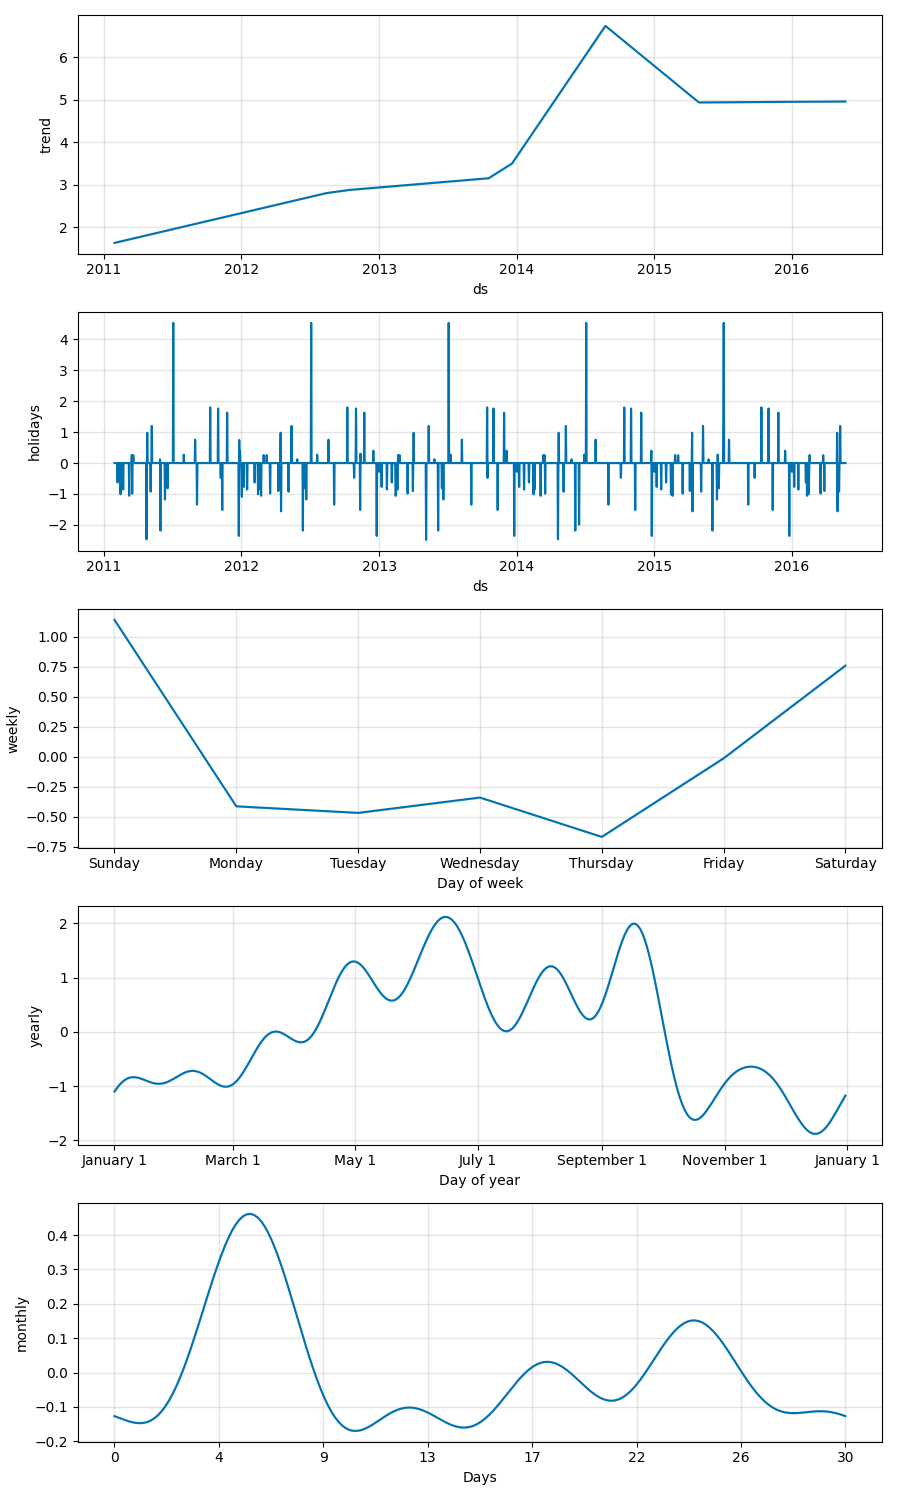 trend
6
5
4
3
2
2011 2012 2013 2014 2015 2016
ds
holidays
4
3
2
1
0
−1
−2
2011 2012 2013 2014 2015 2016
ds
weekly
1.00
0.75
0.50
0.25
0.00
−0.25
−0.50
−0.75
Sunday Monday Tuesday Wednesday Thursday Friday Saturday
Day of week
yearly
2
1
0
−1
−2
January 1 March 1 May 1 July 1 September 1 November 1 January 1
Day of year
monthly
0.4
0.3
0.2
0.1
0.0
−0.1
−0.2
0 4 9 13 17 22 26 30
Days